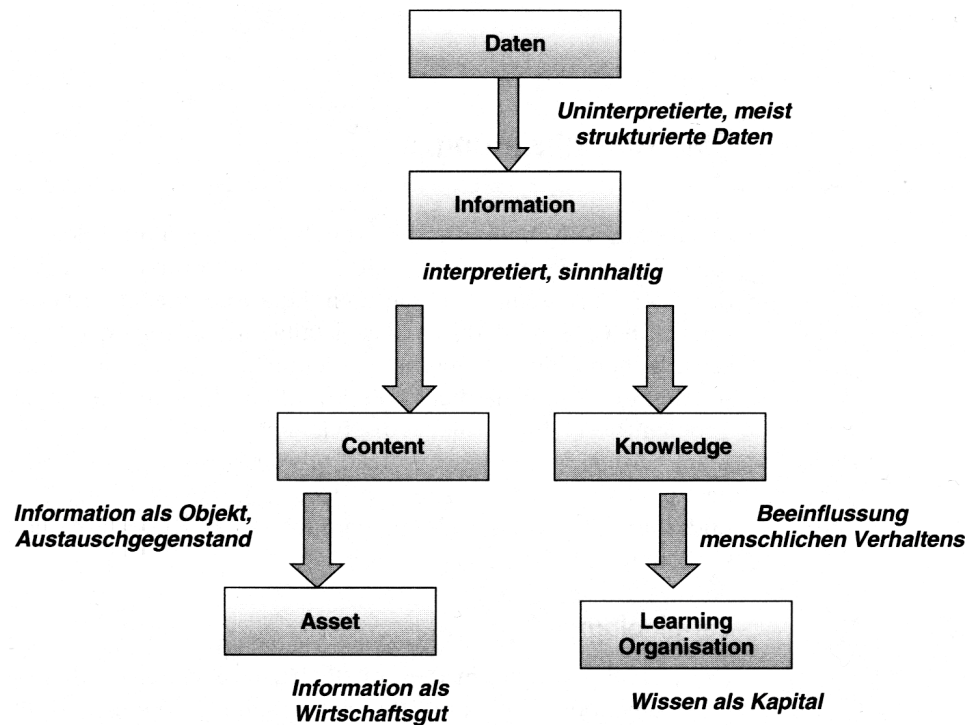 Daten
Uninterpretierte, meist
strukturierte Daten
Information
interpretiert, sinnhaltig
Content
Knowledge
Information als Objekt,
Austauschgegenstand
Beeinflussung
menschlichen Verhaltens
Asset
Learning
Organisation
Information als
Wirtschaftsgut
Wissen als Kapital